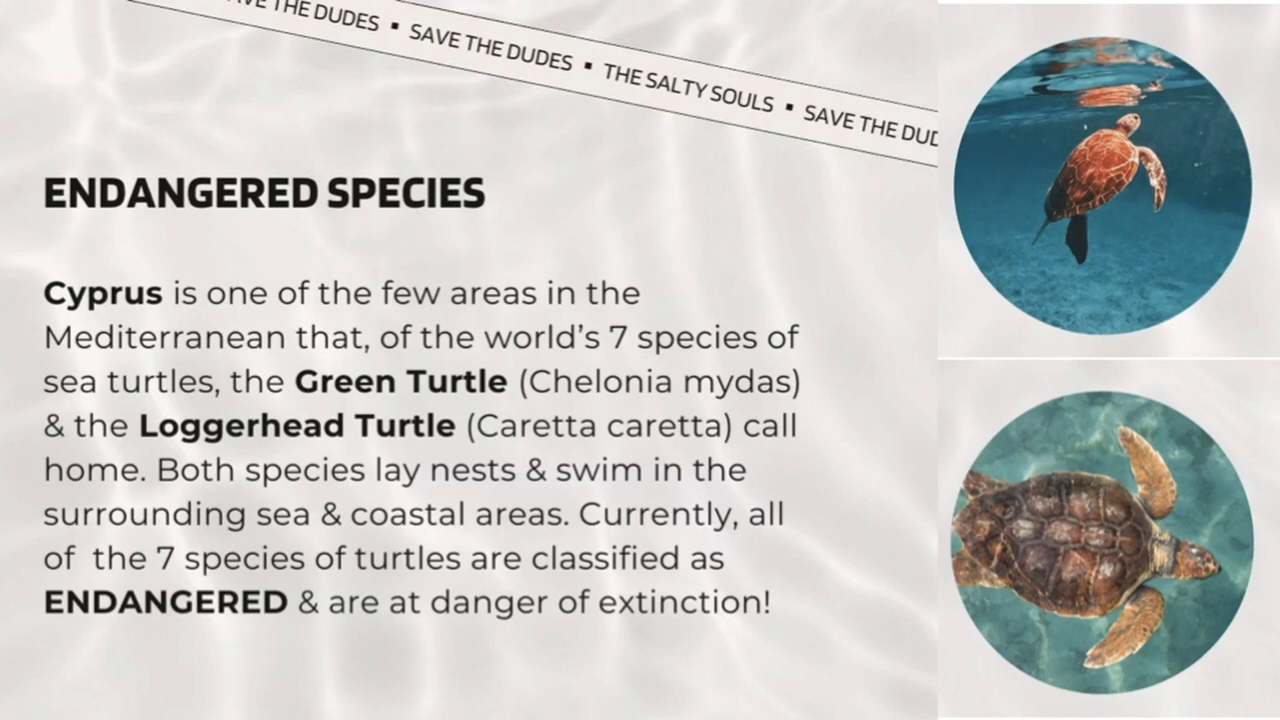 THE DUDES ▪ SAVE THE DUDES ▪ THE SALTY SOULS ▪ SAVE THE
ENDANGERED SPECIES
Cyprus is one of the few areas in the
Mediterranean that, of the world’s 7 species of
sea turtles, the Green Turtle (Chelonia mydas)
& the Loggerhead Turtle (Caretta caretta) call
home. Both species lay nests & swim in the
surrounding sea & coastal areas. Currently, all
of the 7 species of turtles are classified as
ENDANGERED & are at danger of extinction!